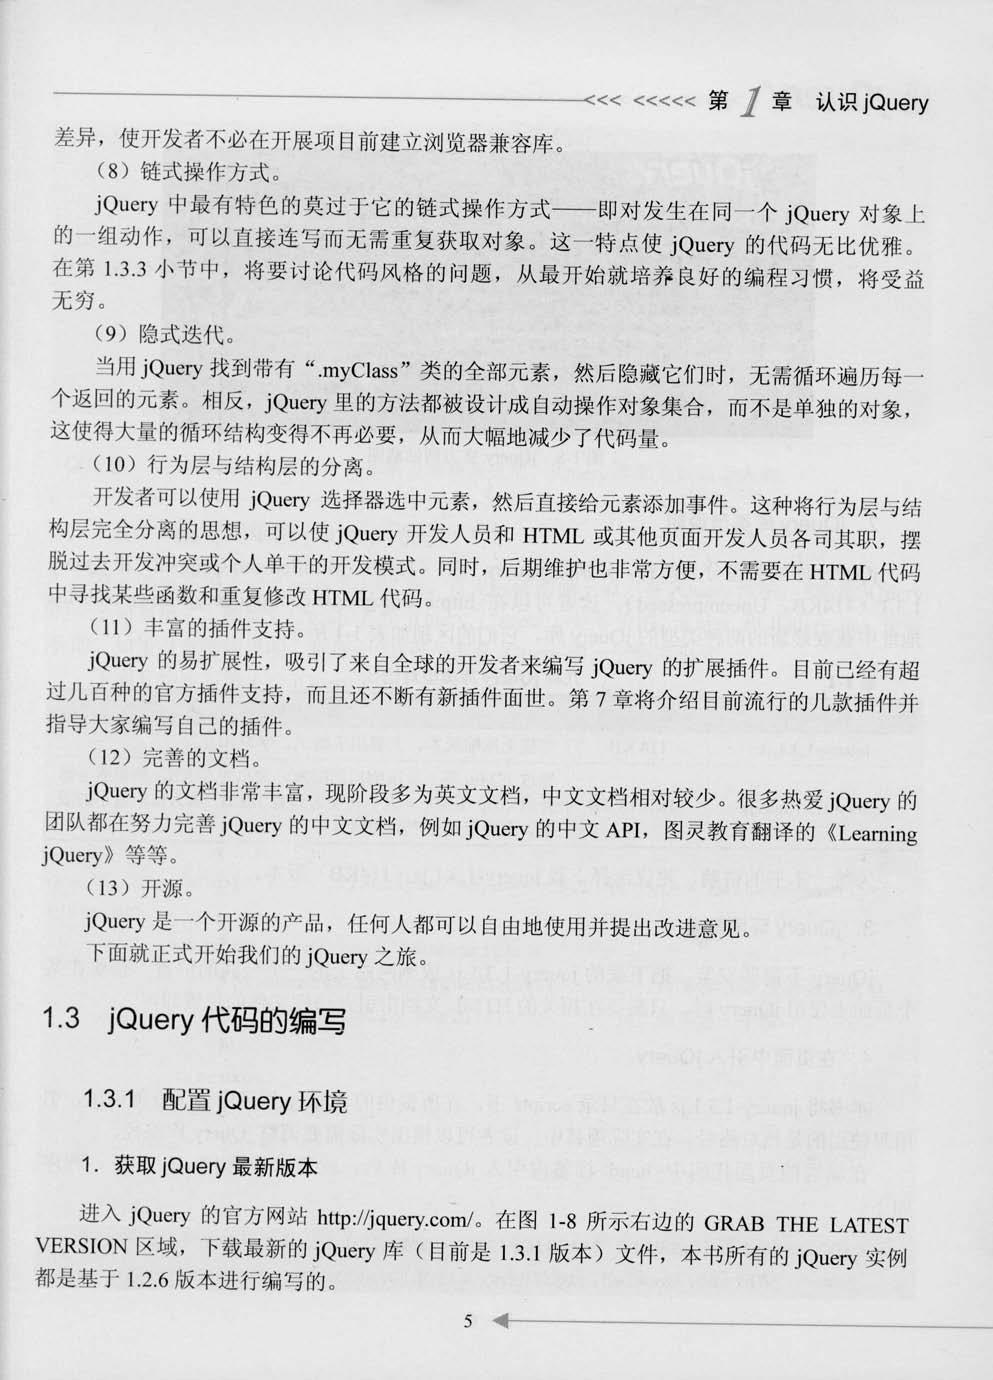 <<< <<<<< 第 1 章 认识 jQuery
差异，使开发者不必在开展项目前建立浏览器兼容库。
（8）链式操作方式。
jQuery 中最有特色的莫过于它的链式操作方式——即对发生在同一个 jQuery 对象上
的一组动作，可以直接连写而无需重复获取对象。这一特点使 jQuery 的代码无比优雅。
在第 1.3.3 小节中，将要讨论代码风格的问题，从最开始就培养良好的编程习惯，将受益
无穷。
（9）隐式迭代。
当用 jQuery 找到带有“.myClass”类的全部元素，然后隐藏它们时，无需循环遍历每一
个返回的元素。相反，jQuery 里的方法都被设计成自动操作对象集合，而不是单独的对象，
这使得大量的循环结构变得不再必要，从而大幅地减少了代码量。
（10）行为层与结构层的分离。
开发者可以使用 jQuery 选择器选中元素，然后直接给元素添加事件。这种将行为层与结
构层完全分离的思想，可以使 jQuery 开发人员和 HTML 或其他页面开发人员各司其职，摆
脱过去开发冲突或个人单干的开发模式。同时，后期维护也非常方便，不需要在 HTML 代码
中寻找某些函数和重复修改 HTML 代码。
（11）丰富的插件支持。
jQuery 的易扩展性，吸引了来自全球的开发者来编写 jQuery 的扩展插件。目前已经有超
过几百种的官方插件支持，而且还不断有新插件面世。第 7 章将介绍目前流行的几款插件并
指导大家编写自己的插件。
（12）完善的文档。
jQuery 的文档非常丰富，现阶段多为英文文档，中文文档相对较少。很多热爱 jQuery 的
团队都在努力完善 jQuery 的中文文档，例如 jQuery 的中文 API，图灵教育翻译的《Learning
jQuery》等等。
（13）开源。
jQuery 是一个开源的产品，任何人都可以自由地使用并提出改进意见。
下面就正式开始我们的 jQuery 之旅。
1.3 jQuery 代码的编写
1.3.1 配置 jQuery 环境
1．获取 jQuery 最新版本
进入 jQuery 的官方网站 http://jquery.com/。在图 1-8 所示右边的 GRAB THE LATEST
VERSION 区域，下载最新的 jQuery 库（目前是 1.3.1 版本）文件，本书所有的 jQuery 实例
都是基于 1.2.6 版本进行编写的。
5